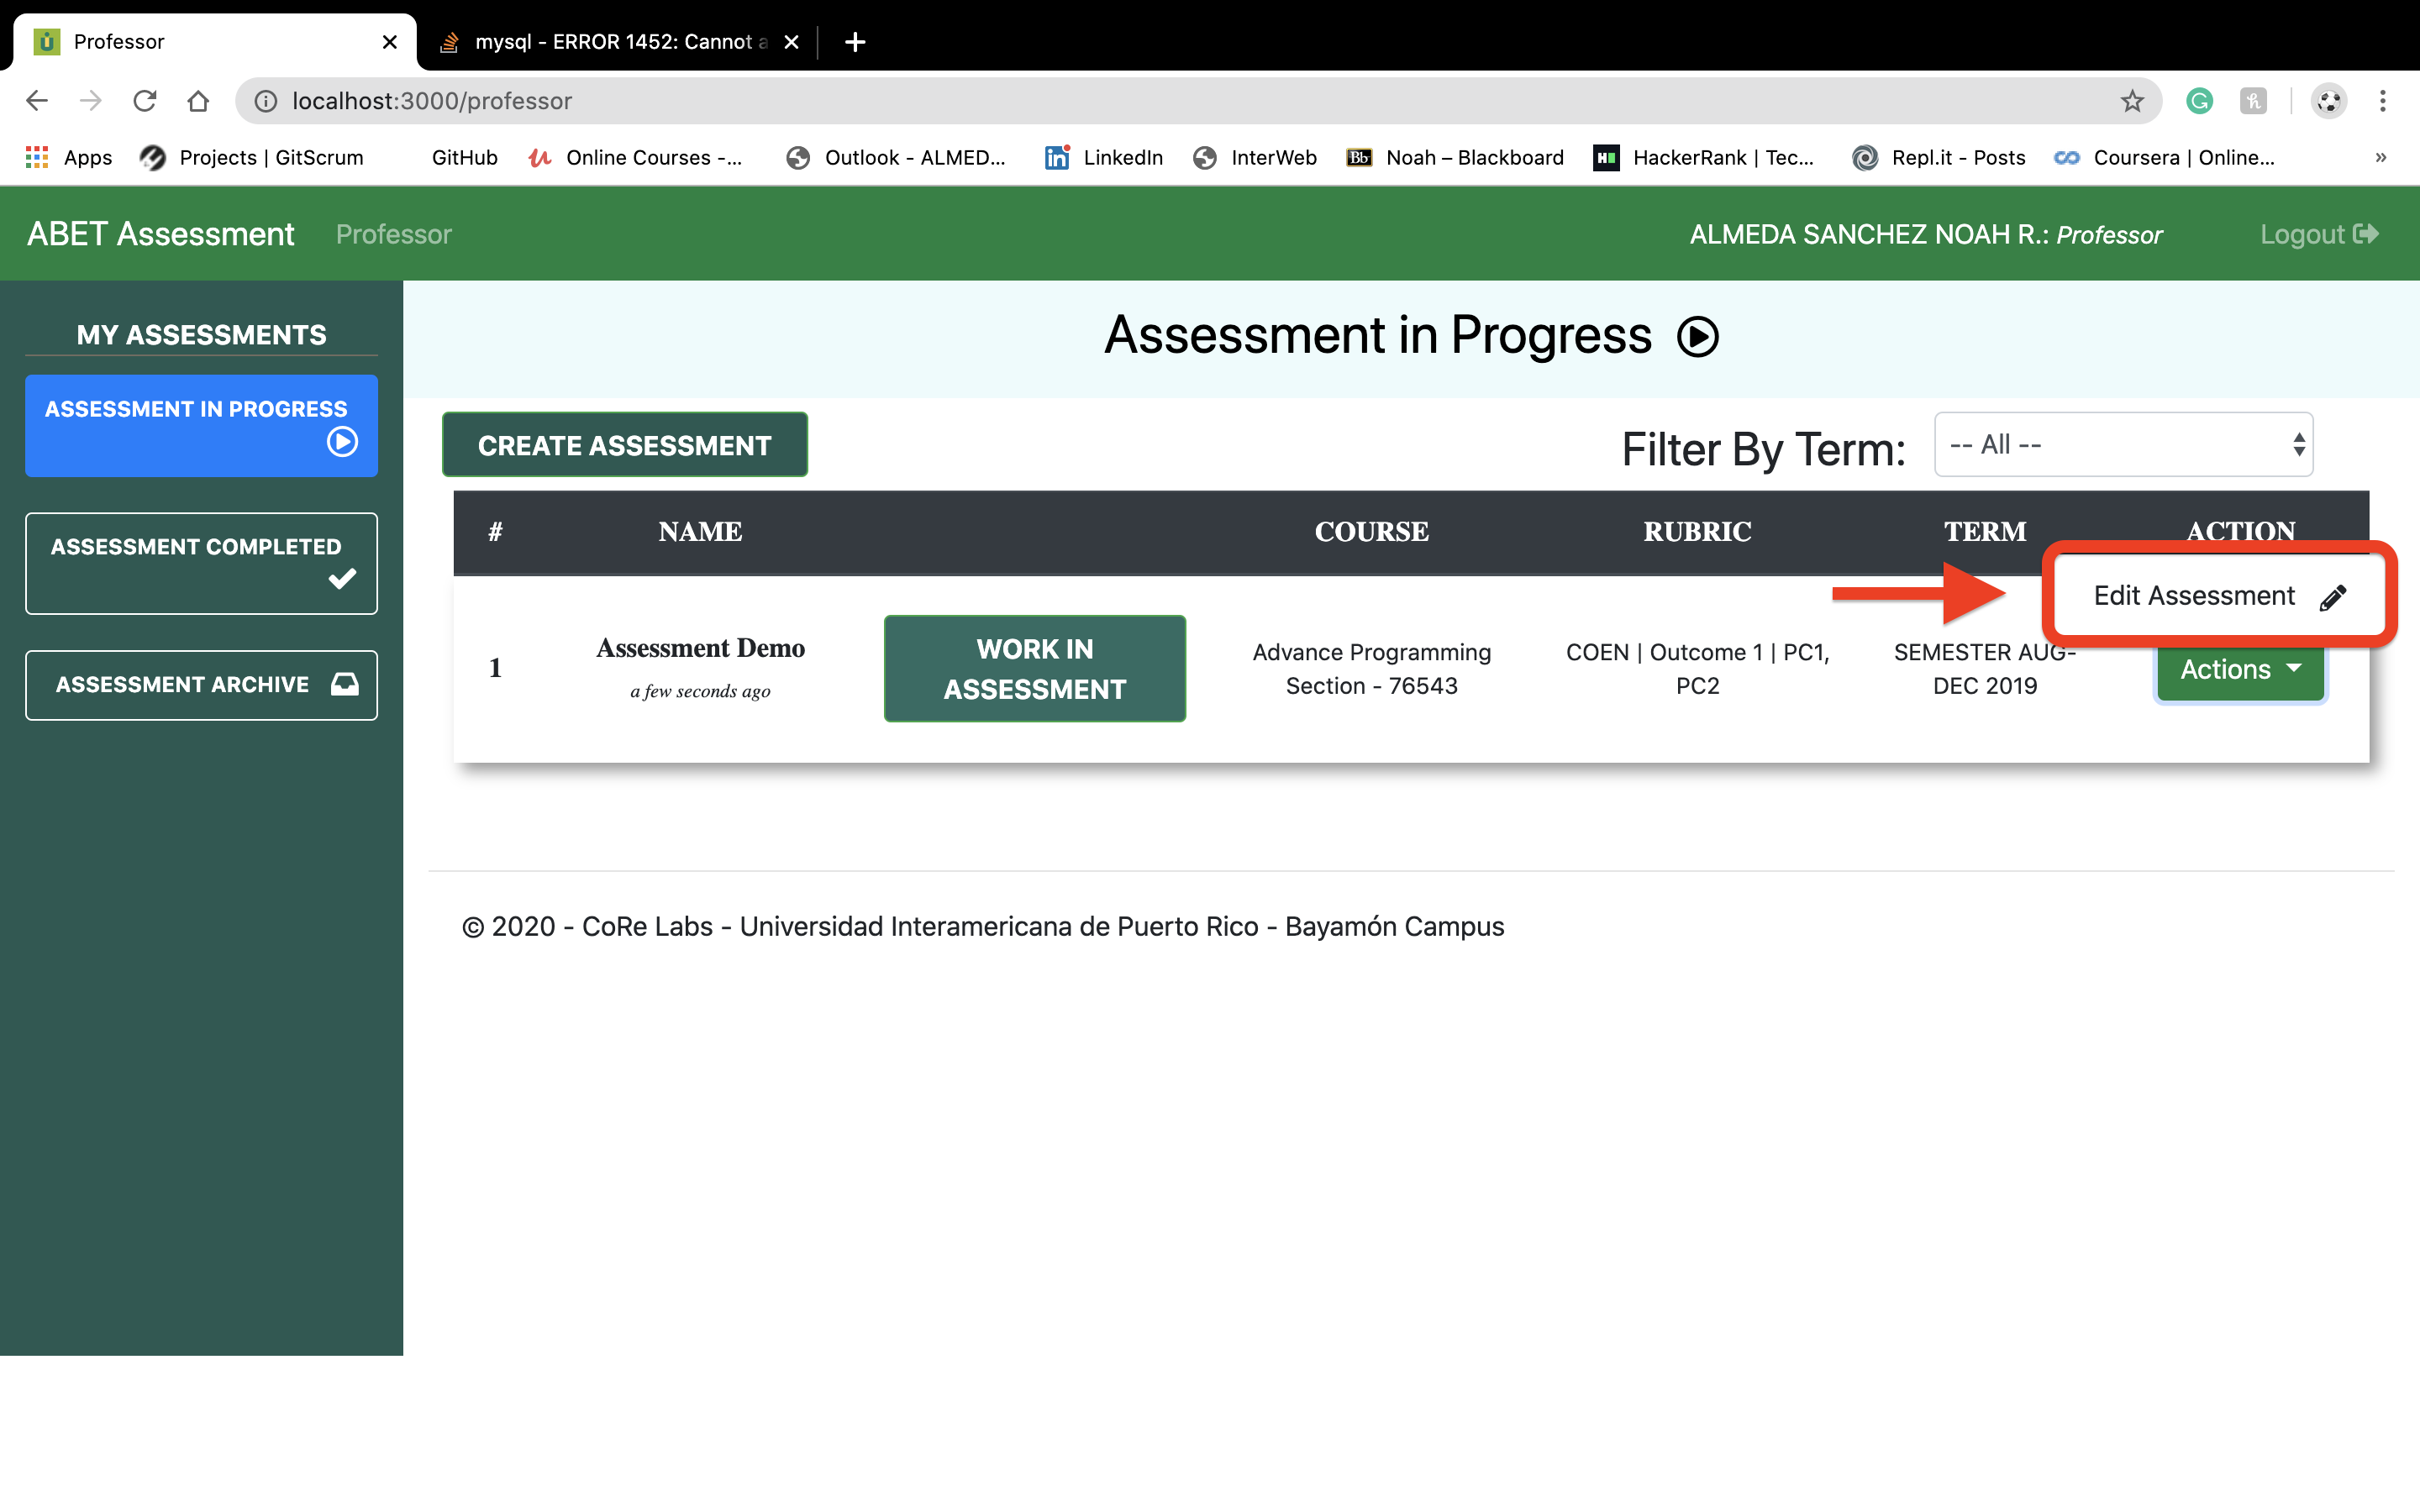 Professor
mysql - ERROR 1452: Cannot a
localhost:3000/professor
Apps
Projects | GitScrum
GitHub
Online Courses -...
Outlook - ALMED...
LinkedIn
InterWeb
Bb
Noah – Blackboard
HackerRank | Tec...
Repl.it - Posts
Coursera | Online...
»
ABET Assessment
Professor
ALMEDA SANCHEZ NOAH R.: Professor
Logout
MY ASSESSMENTS
ASSESSMENT IN PROGRESS
ASSESSMENT COMPLETED
ASSESSMENT ARCHIVE
Assessment in Progress
CREATE ASSESSMENT
Filter By Term:
-- All --
# NAME COURSE RUBRIC TERM ACTION
Edit Assessment
1
Assessment Demo
a few seconds ago
WORK IN
ASSESSMENT
Advance Programming
Section - 76543
COEN | Outcome 1 | PC1,
PC2
SEMESTER AUG-
DEC 2019
Actions
© 2020 - CoRe Labs - Universidad Interamericana de Puerto Rico - Bayamón Campus